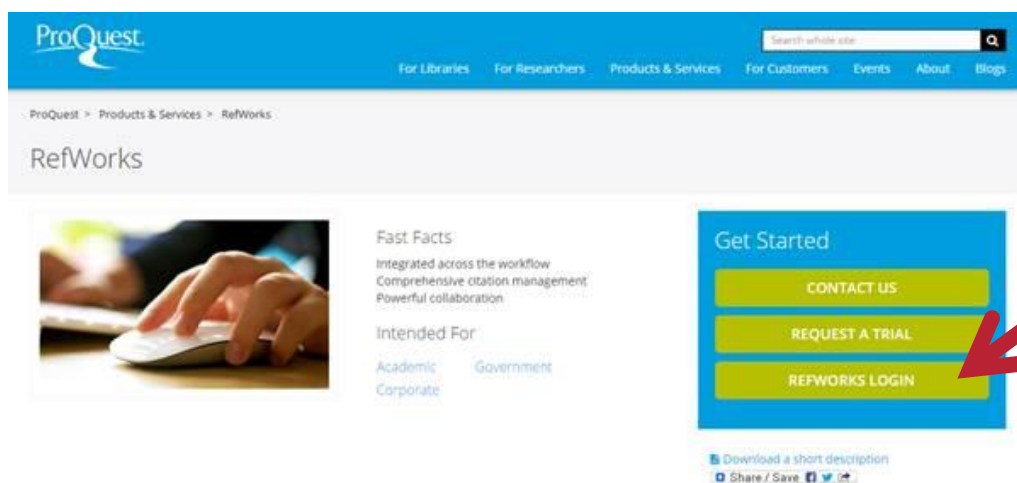 ProQuest.
Search whole site
For Libraries For Researchers Products & Services For Customers Events About Blogs
ProQuest > Products & Services > RefWorks
RefWorks
Fast Facts
Integrated across the workflow
Comprehensive citation management
Powerful collaboration
Intended For
Academic Government
Corporate
Get Started
CONTACT US
REQUEST A TRIAL
REFWORKS LOGIN
Download a short description
Share / Save